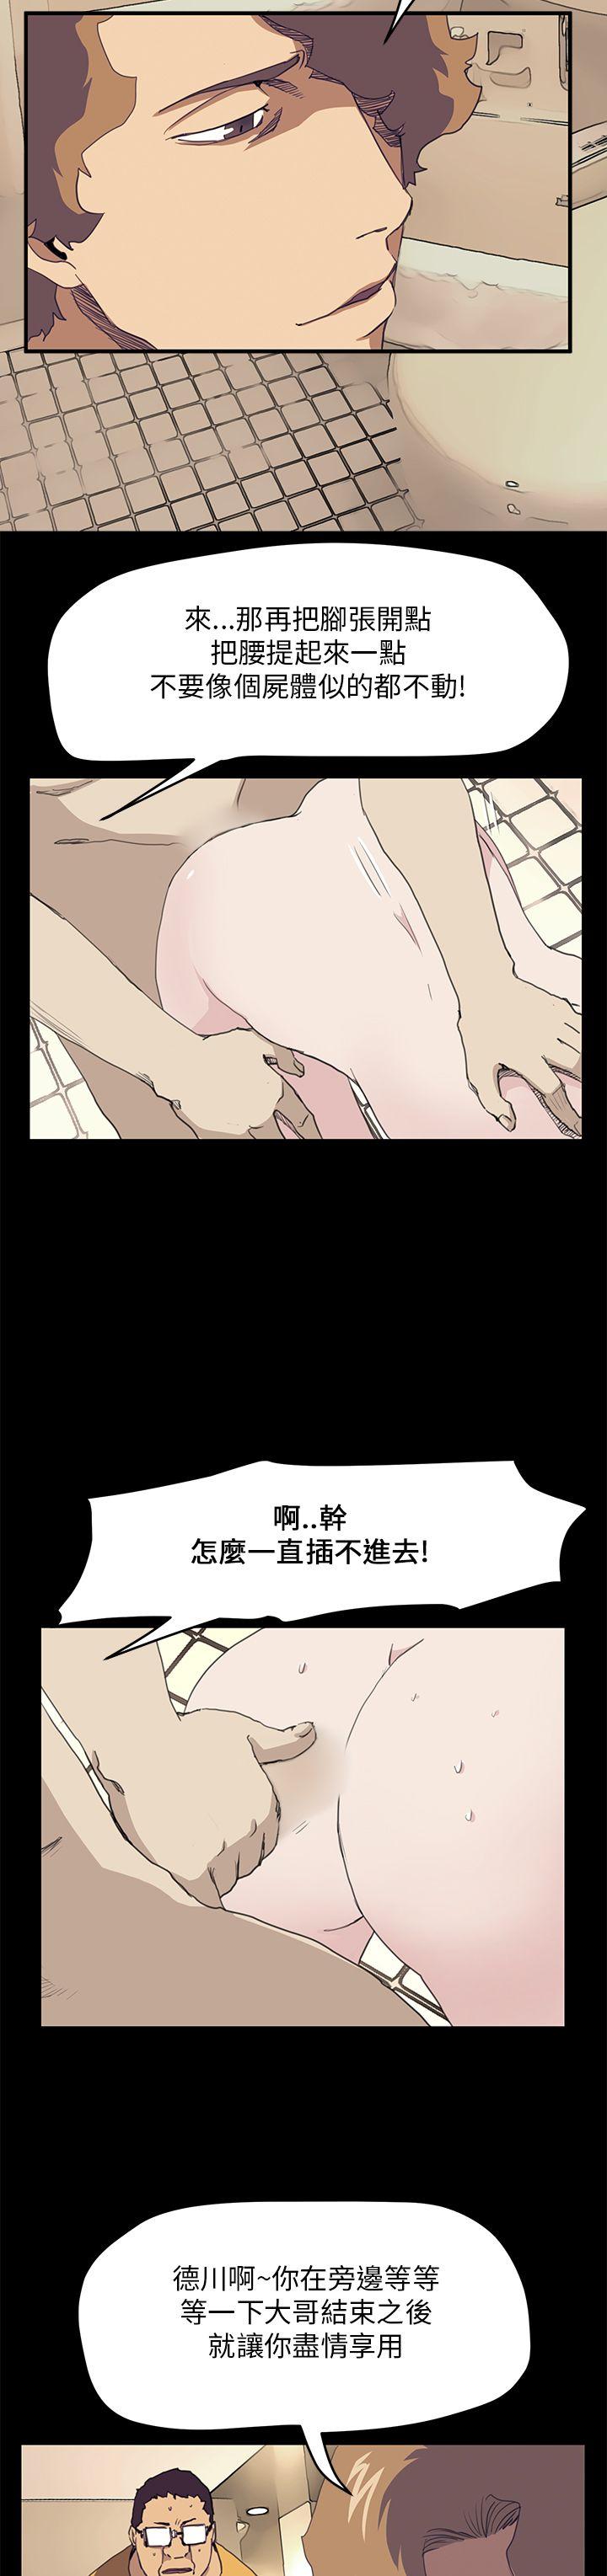 來...那再把腳張開點
把腰提起來一點
不要像個屍體似的都不動!
啊..幹
怎麼一直插不進去!
德川啊~你在旁邊等等
等一下大哥結束之後
就讓你盡情享用